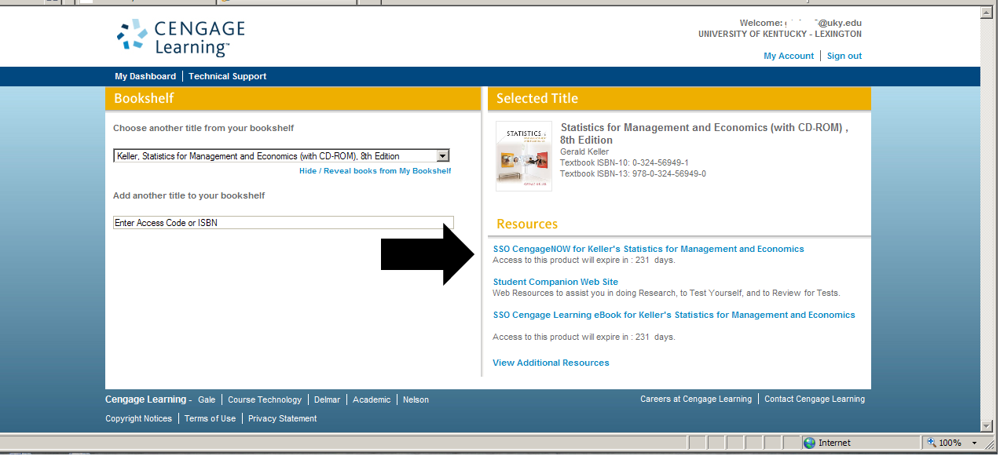 CENGAGE
Learning™
Welcome: @uky.edu
UNIVERSITY OF KENTUCKY - LEXINGTON
My Account | Sign out
My Dashboard | Technical Support
Bookshelf
Choose another title from your bookshelf
Keller, Statistics for Management and Economics (with CD-ROM), 8th Edition
Hide / Reveal books from My Bookshelf
Add another title to your bookshelf
Enter Access Code or ISBN
Selected Title
STATISTICS
GERALD KELLER
Statistics for Management and Economics (with CD-ROM) ,
8th Edition
Gerald Keller
Textbook ISBN-10: 0-324-56949-1
Textbook ISBN-13: 978-0-324-56949-0
Resources
SSO CengageNOW for Keller's Statistics for Management and Economics
Access to this product will expire in : 231 days.
Student Companion Web Site
Web Resources to assist you in doing Research, to Test Yourself, and to Review for Tests.
SSO Cengage Learning eBook for Keller's Statistics for Management and Economics
Access to this product will expire in : 231 days.
View Additional Resources
Cengage Learning - Gale | Course Technology | Delmar | Academic | Nelson
Careers at Cengage Learning | Contact Cengage Learning
Copyright Notices | Terms of Use | Privacy Statement
Internet
100%